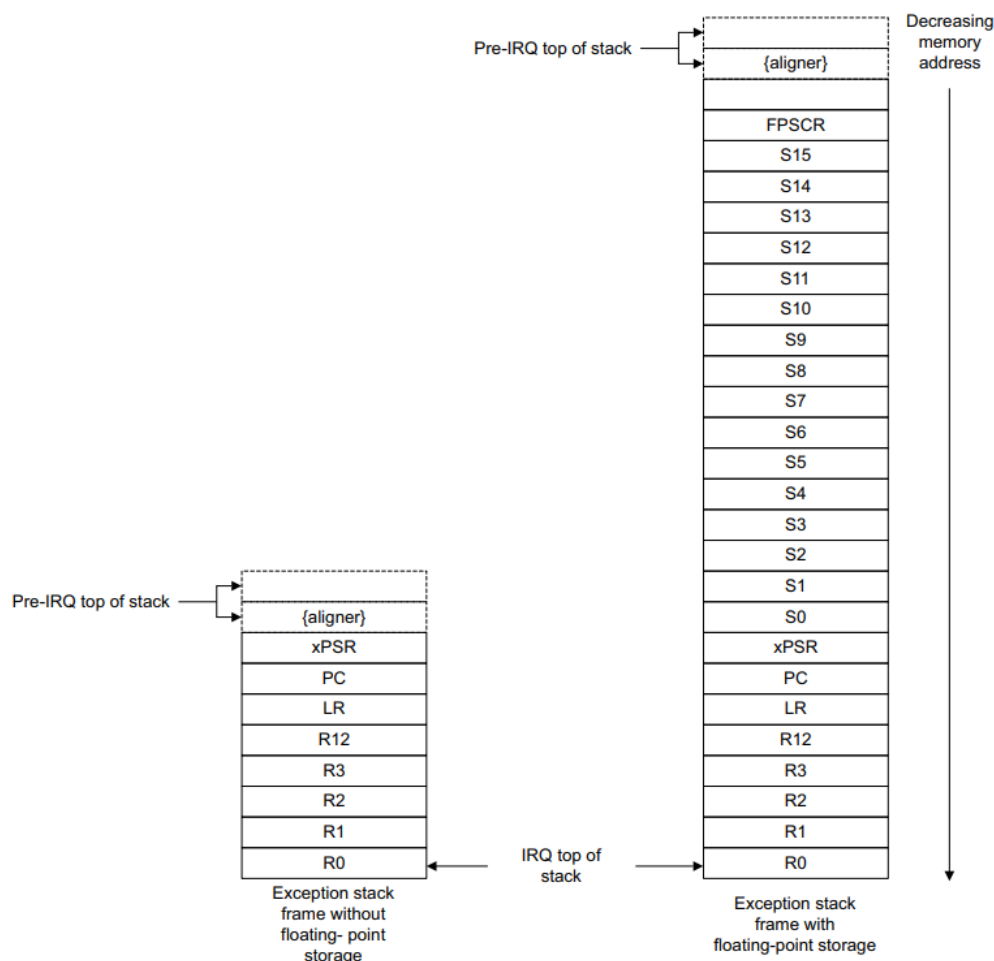 Decreasing
memory
address
Pre-IRQ top of stack
{aligner}
FPSCR
S15
S14
S13
S12
S11
S10
S9
S8
S7
S6
S5
S4
S3
S2
S1
S0
xPSR
PC
LR
R12
R3
R2
R1
R0
Exception stack
frame with
floating-point storage
Pre-IRQ top of stack
{aligner}
xPSR
PC
LR
R12
R3
R2
R1
R0
IRQ top of
stack
Exception stack
frame without
floating- point
storage